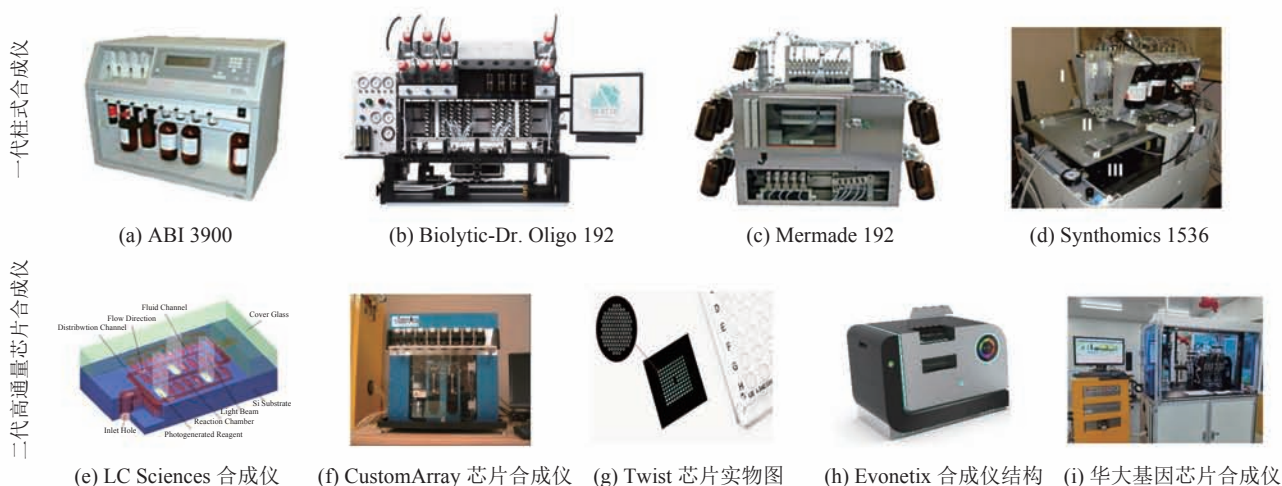 一代柱式合成仪
(a) ABI 3900
(b) Biolytic-Dr. Oligo 192
(c) Mermade 192
(d) Synthomics 1536
I
II
III
二代高通量芯片合成仪
Fluid Channel
Flow Direction
Distribwtion Channel
Cover Glass
Si Substrate
Light Beam
Reaction Chamber
Photogenerated Reagent
Inlet Hole
D
E
F
G
H
(e) LC Sciences 合成仪
(f) CustomArray 芯片合成仪
(g) Twist 芯片实物图
(h) Evonetix 合成仪结构
(i) 华大基因芯片合成仪